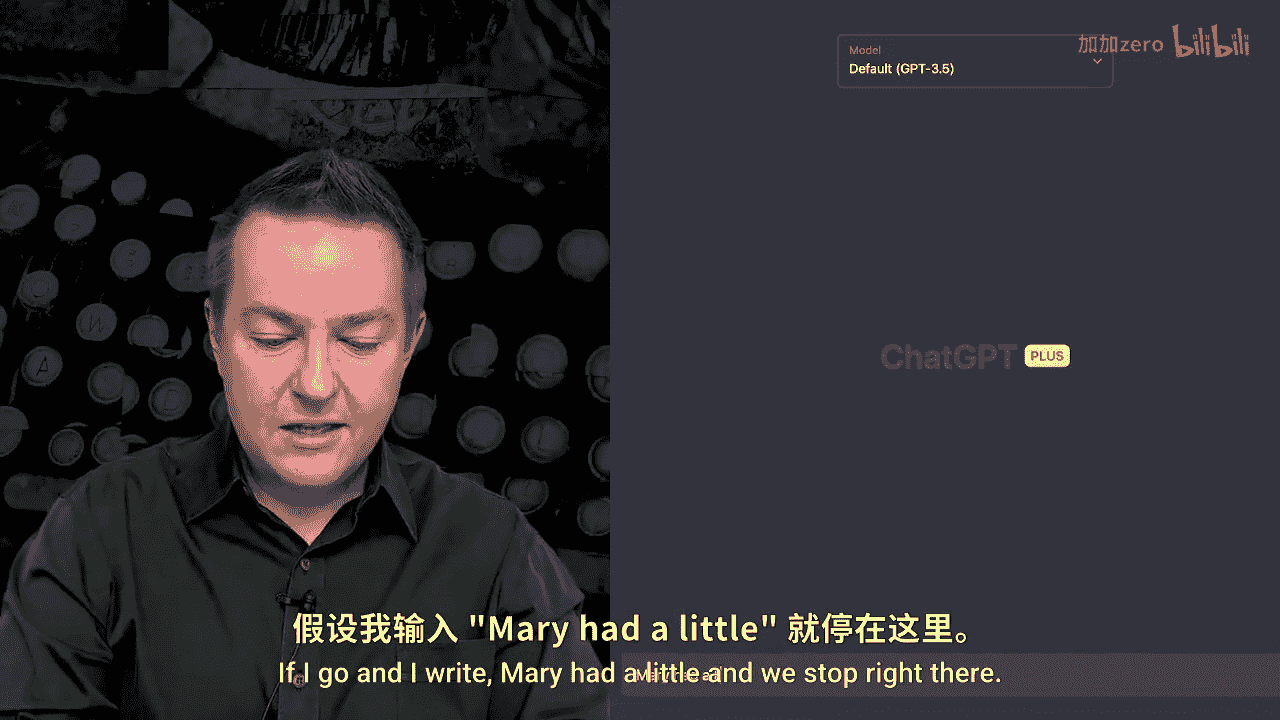 加加zero bilibili
Model
Default (GPT-3.5)
ChatGPT PLUS
假设我输入 "Mary had a little" 就停在这里。
If I go and I write, Mary had a little and we stop right there.